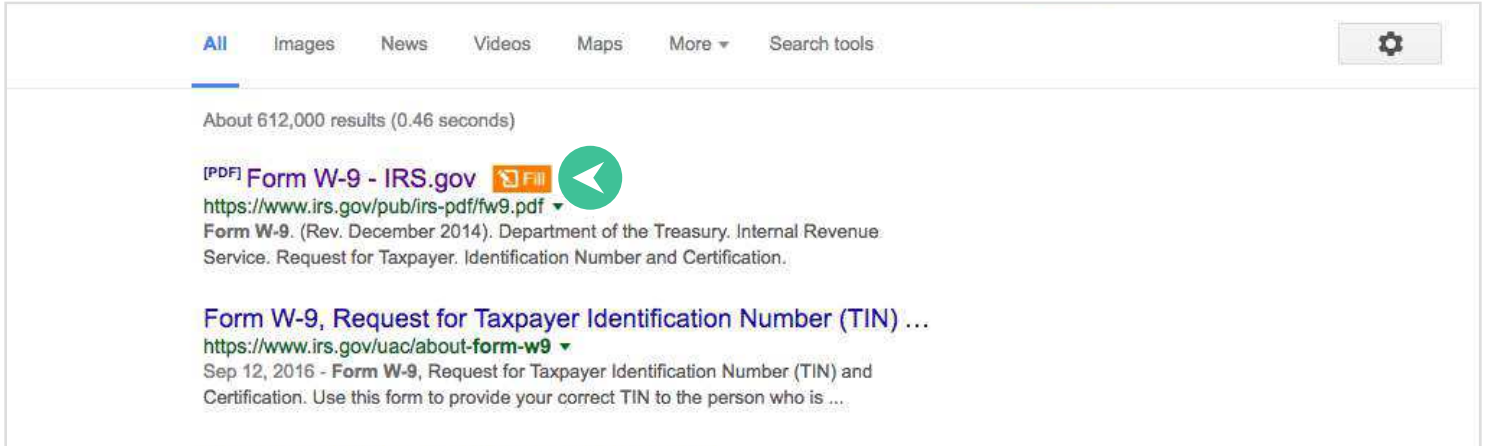 All Images News Videos Maps More Search tools
About 612,000 results (0.46 seconds)
[PDF] Form W-9 - IRS.gov Fill
https://www.irs.gov/pub/irs-pdf/fw9.pdf
Form W-9. (Rev. December 2014). Department of the Treasury. Internal Revenue
Service. Request for Taxpayer. Identification Number and Certification.
Form W-9, Request for Taxpayer Identification Number (TIN) ...
https://www.irs.gov/uac/about-form-w9
Sep 12, 2016 - Form W-9, Request for Taxpayer Identification Number (TIN) and
Certification. Use this form to provide your correct TIN to the person who is ...